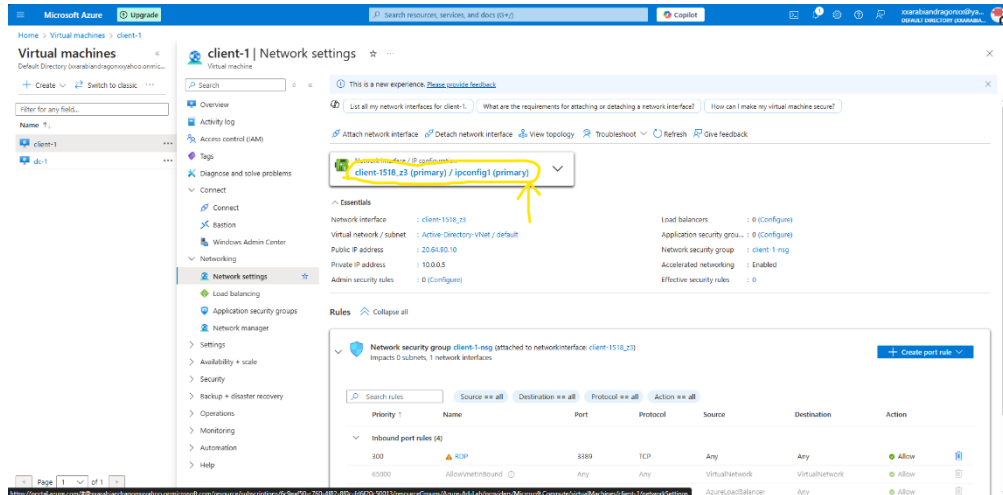 Microsoft Azure
Upgrade
Search resources, services, and docs (G+/)
Copilot
DEFAULT DIRECTORY
Home > Virtual machines > client-1
Virtual machines
+ Create
Switch to classic
Filter for any field...
Name ↑↓
client-1
dc-1
Page 1 of 1
client-1 | Network settings
Virtual machine
Search
Overview
Activity log
Access control (IAM)
Tags
Diagnose and solve problems
Connect
Connect
Bastion
Windows Admin Center
Networking
Network settings
Load balancing
Application security groups
Network manager
Settings
Availability + scale
Security
Backup + disaster recovery
Operations
Monitoring
Automation
Help
This is a new experience. Please provide feedback
List all my network interfaces for client-1.
What are the requirements for attaching or detaching a network interface?
How can I make my virtual machine secure?
Attach network interface
Detach network interface
View topology
Troubleshoot
Refresh
Give feedback
Network interface / IP configuration
client-1518_z3 (primary) / ipconfig1 (primary)
Essentials
Network interface : client-1518_z3
Virtual network / subnet : Active-Directory-VNet / default
Public IP address : 20.64.90.10
Private IP address : 10.0.0.5
Admin security rules : 0 (Configure)
Load balancers : 0 (Configure)
Application security grou... : 0 (Configure)
Network security group : client-1-nsg
Accelerated networking : Enabled
Effective security rules : 0
Rules Collapse all
Network security group client-1-nsg (attached to networkinterface: client-1518_z3)
Impacts 0 subnets, 1 network interfaces
+ Create port rule
Search rules
Source == all
Destination == all
Protocol == all
Action == all
Priority ↑ Name Port Protocol Source Destination Action
Inbound port rules (4)
300 RDP 3389 TCP Any Any Allow
65000 AllowVnetInBound Any Any VirtualNetwork VirtualNetwork Allow
AzureLoadBalancer Any Allow